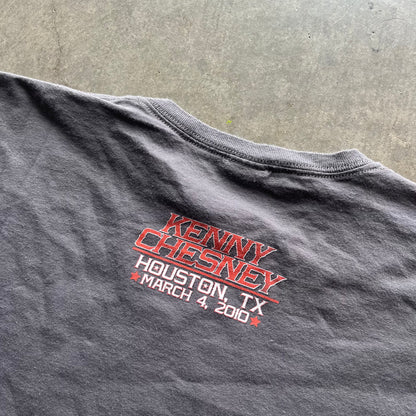 KENNY
CHESNEY
HOUSTON, TX
★MARCH 4, 2010★